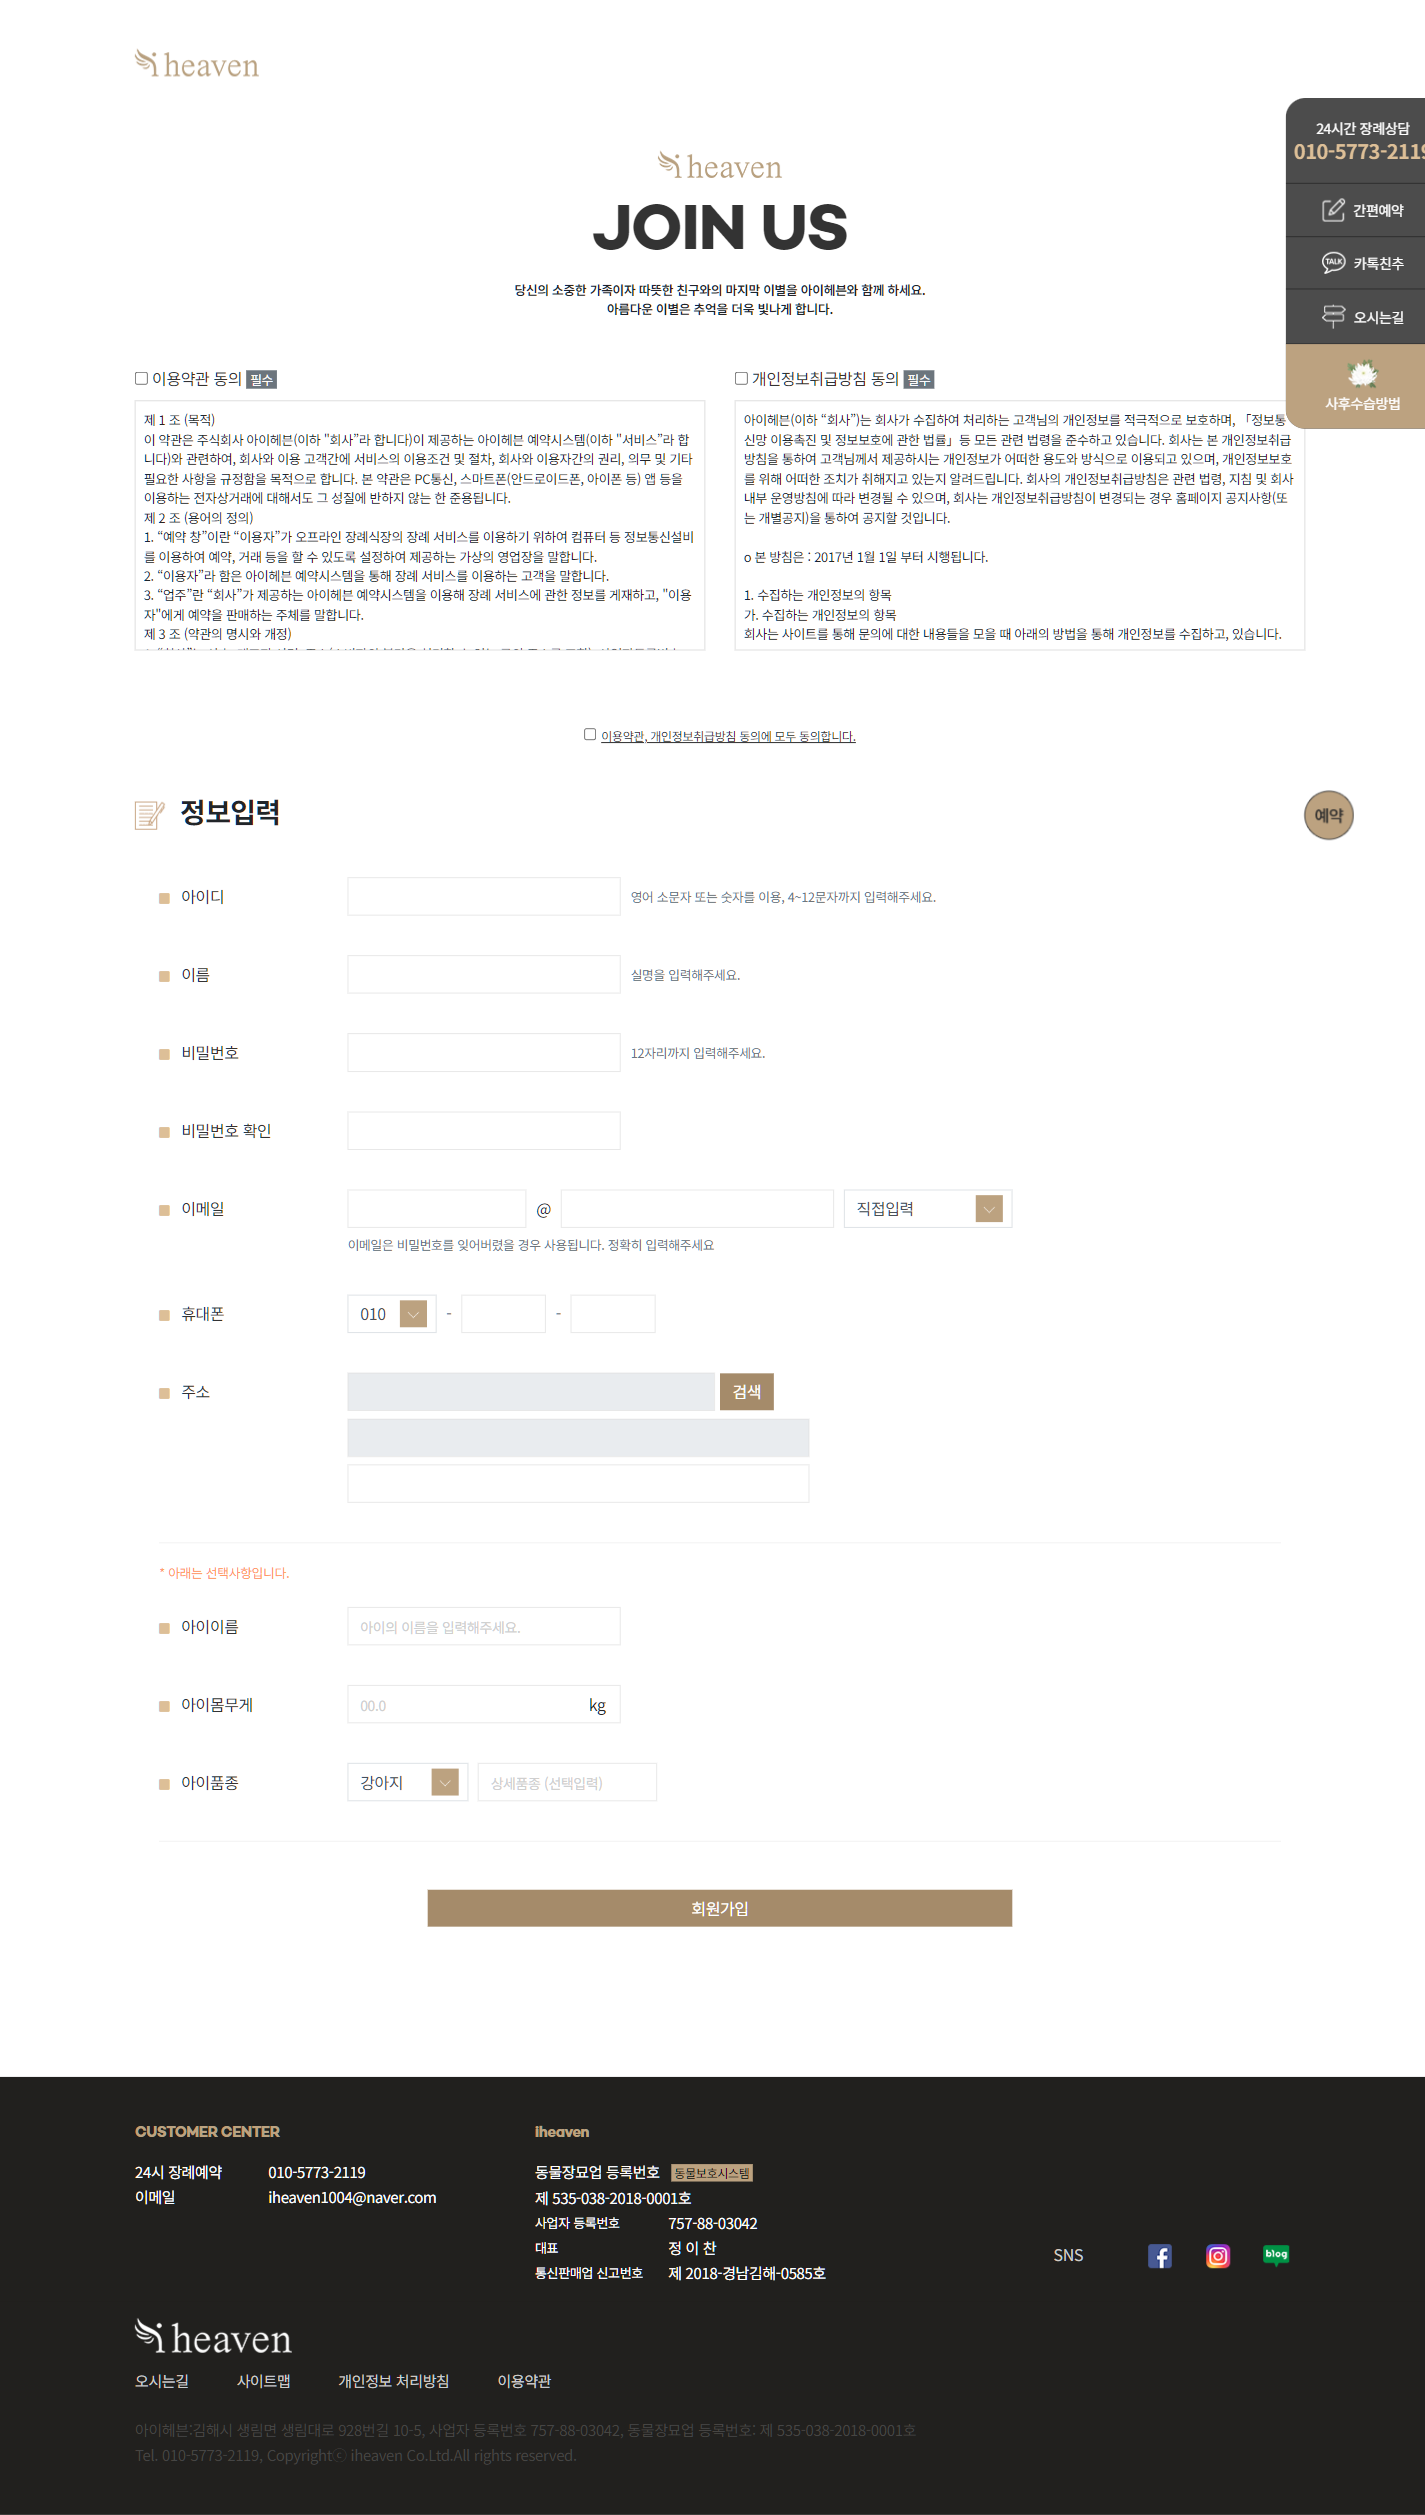 iheaven
24시간 장례상담
010-5773-2119
간편예약
TALK
카톡친추
오시는길
사후수습방법
iheaven
JOIN US
당신의 소중한 가족이자 따뜻한 친구와의 마지막 이별을 아이헤븐와 함께 하세요.
아름다운 이별은 추억을 더욱 빛나게 합니다.
이용약관 동의 필수
제 1 조 (목적)
이 약관은 주식회사 아이헤븐(이하 "회사”라 합니다)이 제공하는 아이헤븐 예약시스템(이하 "서비스”라 합
니다)와 관련하여, 회사와 이용 고객간에 서비스의 이용조건 및 절차, 회사와 이용자간의 권리, 의무 및 기타
필요한 사항을 규정함을 목적으로 합니다. 본 약관은 PC통신, 스마트폰(안드로이드폰, 아이폰 등) 앱 등을
이용하는 전자상거래에 대해서도 그 성질에 반하지 않는 한 준용됩니다.
제 2 조 (용어의 정의)
1. “예약 창”이란 “이용자”가 오프라인 장례식장의 장례 서비스를 이용하기 위하여 컴퓨터 등 정보통신설비
를 이용하여 예약, 거래 등을 할 수 있도록 설정하여 제공하는 가상의 영업장을 말합니다.
2. “이용자”라 함은 아이헤븐 예약시스템을 통해 장례 서비스를 이용하는 고객을 말합니다.
3. “업주”란 “회사”가 제공하는 아이헤븐 예약시스템을 이용해 장례 서비스에 관한 정보를 게재하고, "이용
자"에게 예약을 판매하는 주체를 말합니다.
제 3 조 (약관의 명시와 개정)
개인정보취급방침 동의 필수
아이헤븐(이하 “회사”)는 회사가 수집하여 처리하는 고객님의 개인정보를 적극적으로 보호하며, 「정보통
신망 이용촉진 및 정보보호에 관한 법률」등 모든 관련 법령을 준수하고 있습니다. 회사는 본 개인정보취급
방침을 통하여 고객님께서 제공하시는 개인정보가 어떠한 용도와 방식으로 이용되고 있으며, 개인정보보호
를 위해 어떠한 조치가 취해지고 있는지 알려드립니다. 회사의 개인정보취급방침은 관련 법령, 지침 및 회사
내부 운영방침에 따라 변경될 수 있으며, 회사는 개인정보취급방침이 변경되는 경우 홈페이지 공지사항(또
는 개별공지)을 통하여 공지할 것입니다.
o 본 방침은 : 2017년 1월 1일 부터 시행됩니다.
1. 수집하는 개인정보의 항목
가. 수집하는 개인정보의 항목
회사는 사이트를 통해 문의에 대한 내용들을 모을 때 아래의 방법을 통해 개인정보를 수집하고, 있습니다.
이용약관, 개인정보취급방침 동의에 모두 동의합니다.
정보입력
예약
아이디
영어 소문자 또는 숫자를 이용, 4~12문자까지 입력해주세요.
이름
실명을 입력해주세요.
비밀번호
12자리까지 입력해주세요.
비밀번호 확인
이메일 @ 직접입력
이메일은 비밀번호를 잊어버렸을 경우 사용됩니다. 정확히 입력해주세요
휴대폰 010 - -
주소 검색
* 아래는 선택사항입니다.
아이이름 아이의 이름을 입력해주세요.
아이몸무게 00.0 kg
아이품종 강아지 상세품종 (선택입력)
회원가입
CUSTOMER CENTER
24시 장례예약 010-5773-2119
이메일 iheaven1004@naver.com
iheaven
동물장묘업 등록번호 동물보호시스템
제 535-038-2018-0001호
사업자 등록번호 757-88-03042
대표 정 이 찬
통신판매업 신고번호 제 2018-경남김해-0585호
SNS blog
iheaven
오시는길 사이트맵 개인정보 처리방침 이용약관
아이헤븐:김해시 생림면 생림대로 928번길 10-5, 사업자 등록번호 757-88-03042, 동물장묘업 등록번호: 제 535-038-2018-0001호
Tel. 010-5773-2119, Copyrightⓒ iheaven Co.Ltd.All rights reserved.